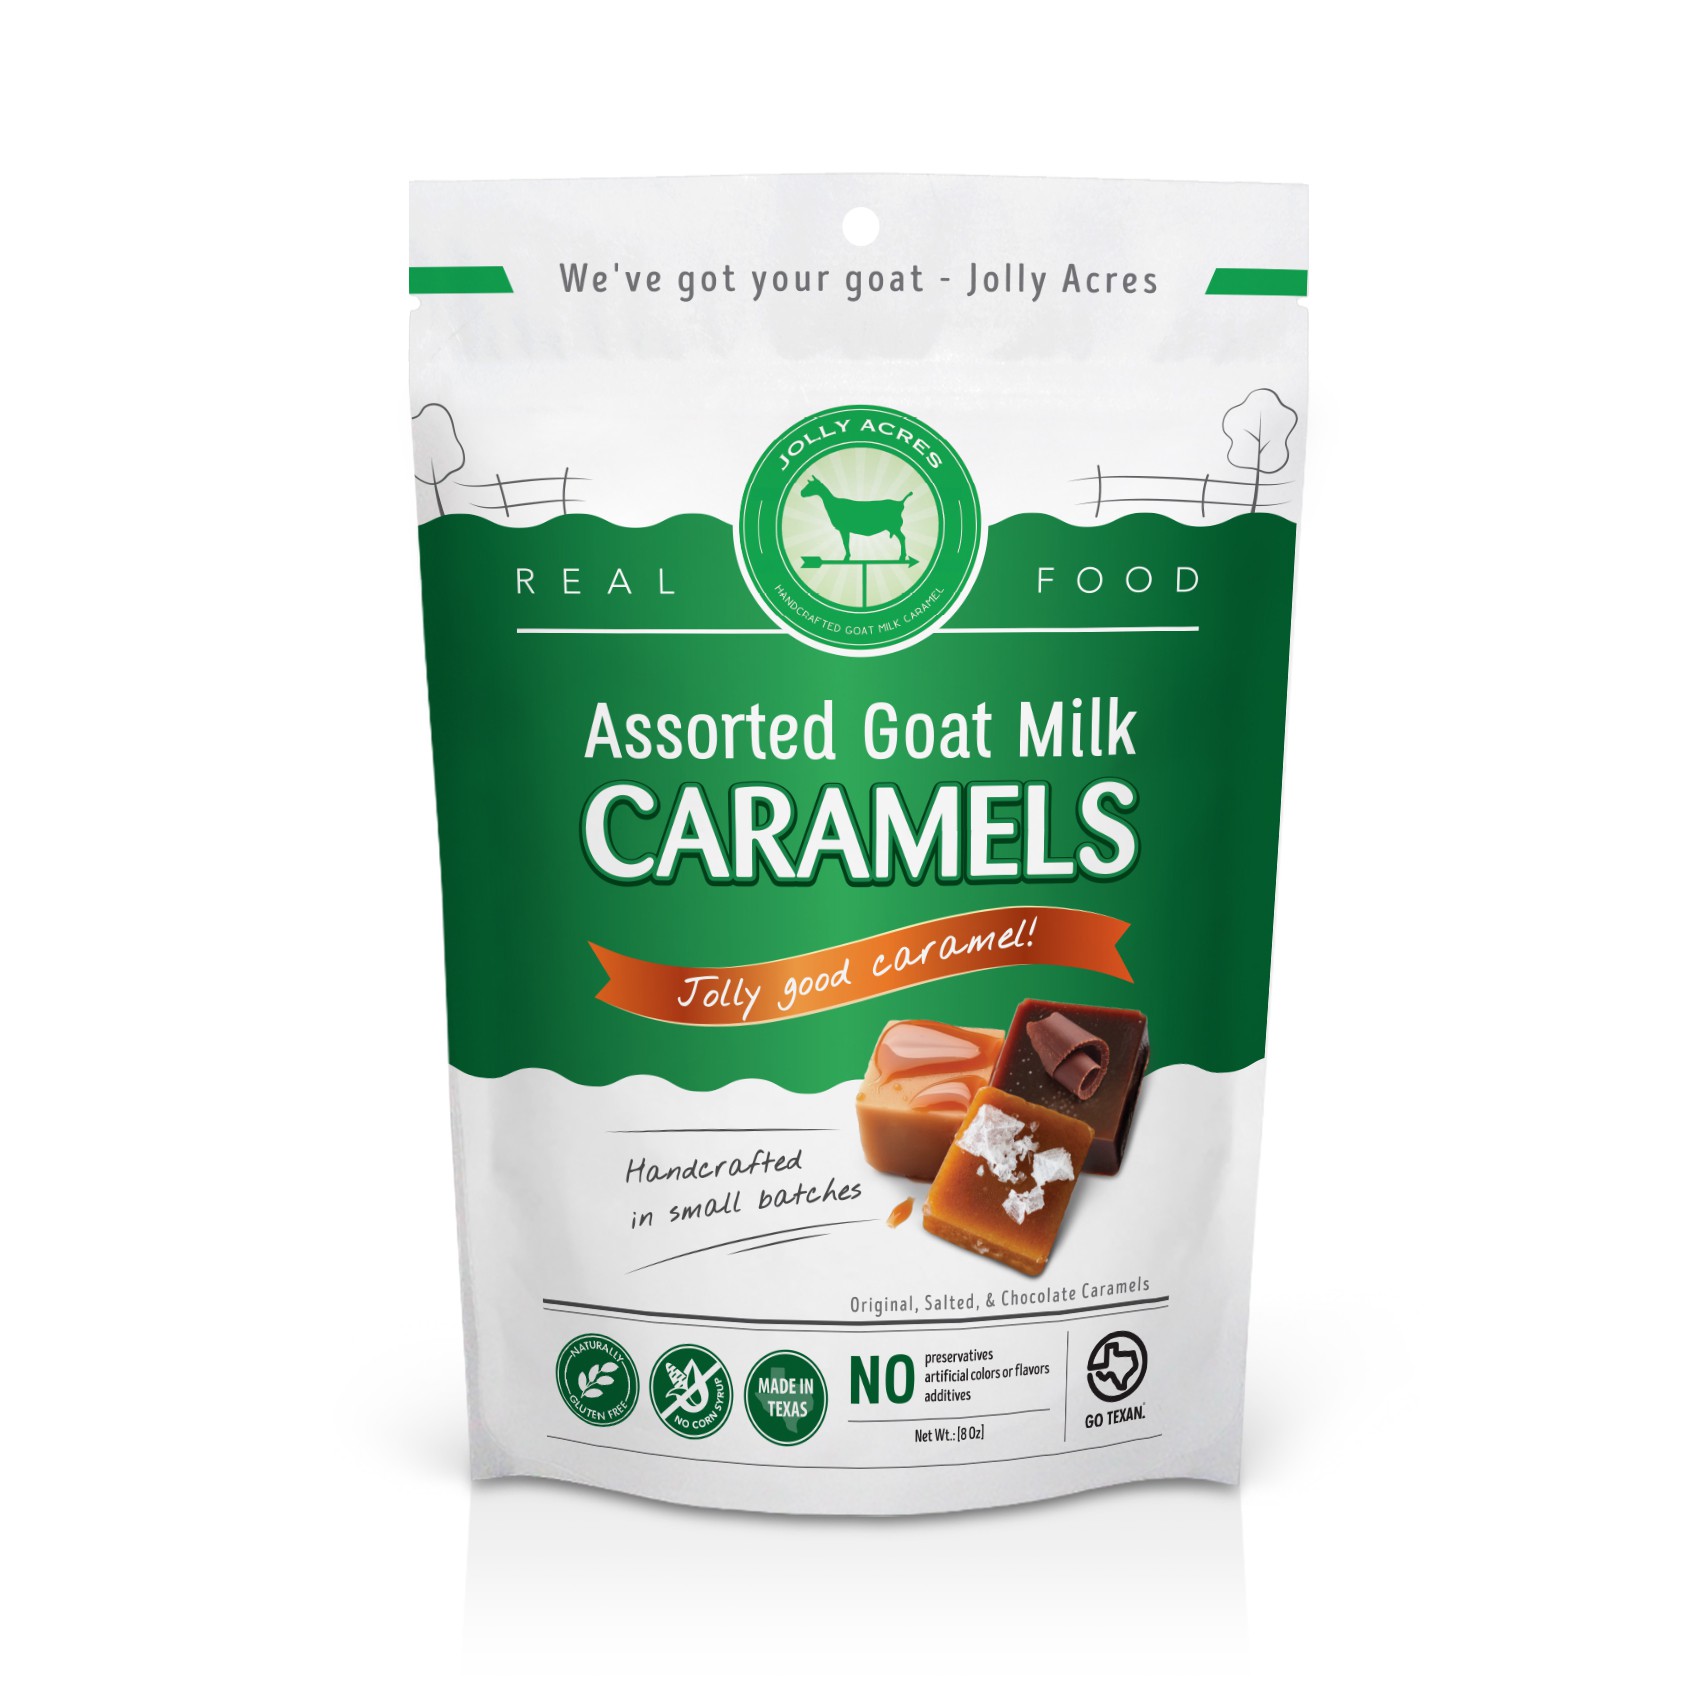 We've got your goat - Jolly Acres
JOLLY ACRES
HANDCRAFTED GOAT MILK CARAMEL
REAL FOOD
Assorted Goat Milk
CARAMELS
Jolly good caramel!
Handcrafted
in small batches
Original, Salted, & Chocolate Caramels
NATURALLY
GLUTEN FREE
NO CORN SYRUP
MADE IN
TEXAS
NO
preservatives
artificial colors or flavors
additives
Net Wt.: [8 Oz]
GO TEXAN.